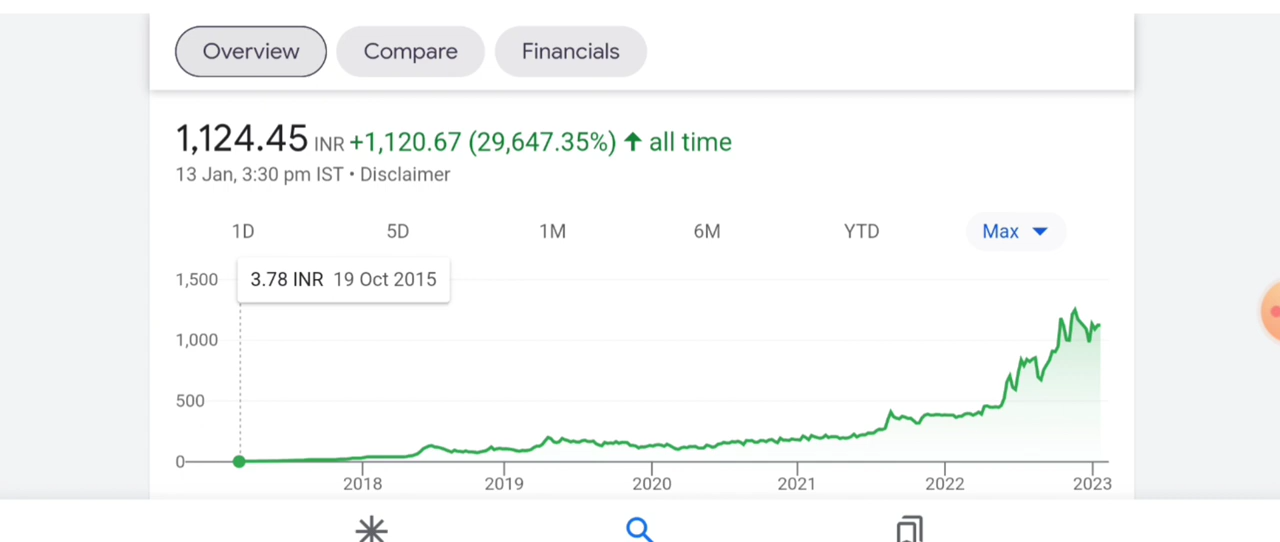 Overview Compare Financials
1,124.45 INR +1,120.67 (29,647.35%) ↑ all time
13 Jan, 3:30 pm IST • Disclaimer
1D 5D 1M 6M YTD Max
1,500
3.78 INR 19 Oct 2015
1,000
500
0
2018 2019 2020 2021 2022 2023